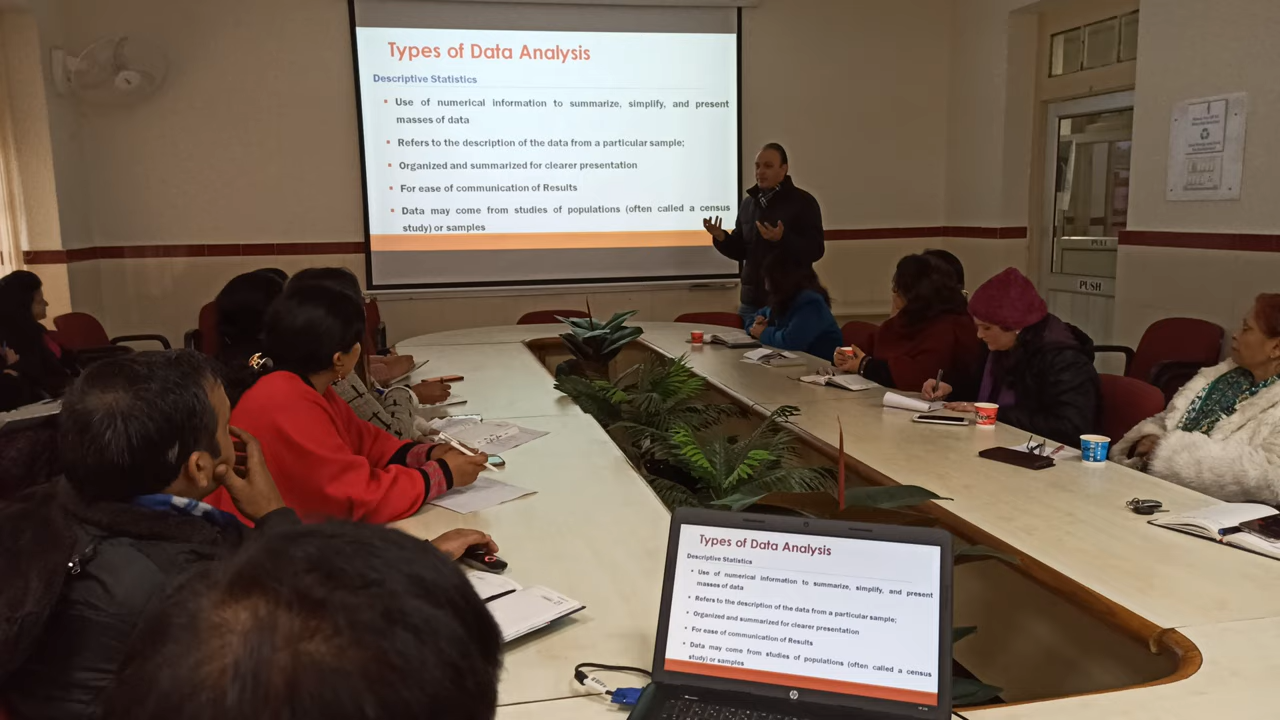 Types of Data Analysis
Descriptive Statistics
Use of numerical information to summarize, simplify, and present
masses of data
Refers to the description of the data from a particular sample;
Organized and summarized for clearer presentation
For ease of communication of Results
Data may come from studies of populations (often called a census
study) or samples
PULL
PUSH
Types of Data Analysis
Descriptive Statistics
Use of numerical information to summarize, simplify, and present
masses of data
Refers to the description of the data from a particular sample;
Organized and summarized for clearer presentation
For ease of communication of Results
Data may come from studies of populations (often called a census
study) or samples
hp